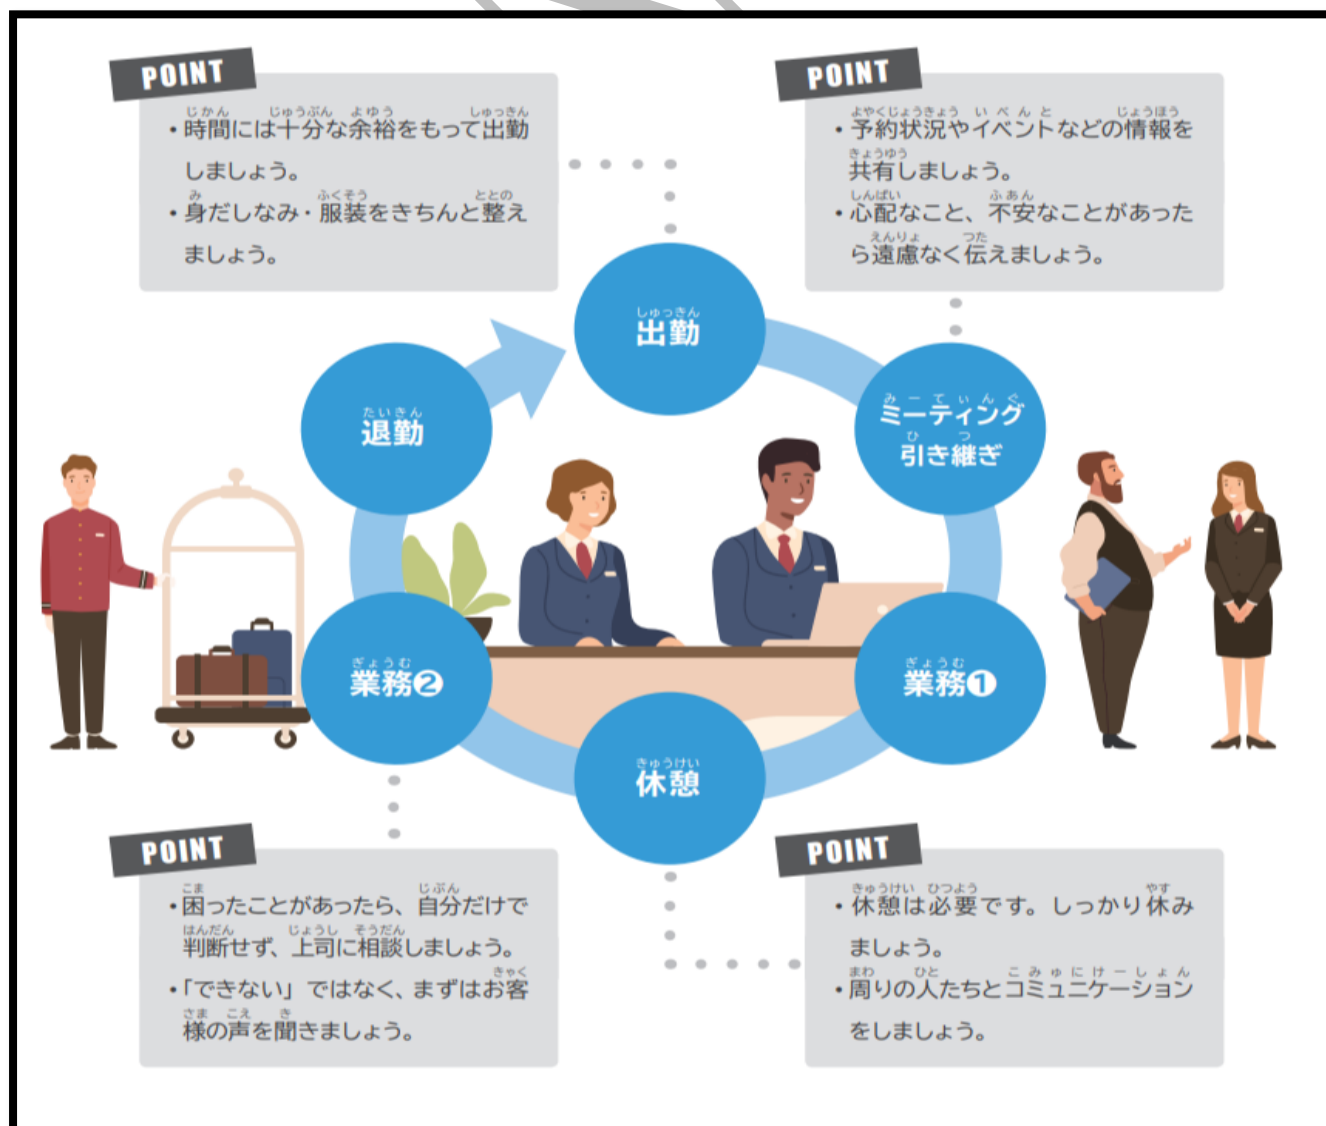 POINT
・時間には十分な余裕をもって出勤
しましょう。
・身だしなみ・服装をきちんと整え
ましょう。
POINT
・予約状況やイベントなどの情報を
共有しましょう。
・心配なこと、不安なことがあった
ら遠慮なく伝えましょう。
出勤
ミーティング
引き継ぎ
業務❶
休憩
業務❷
退勤
POINT
・困ったことがあったら、自分だけで
判断せず、上司に相談しましょう。
・「できない」ではなく、まずはお客
様の声を聞きましょう。
POINT
・休憩は必要です。しっかり休み
ましょう。
・周りの人たちとコミュニケーション
をしましょう。